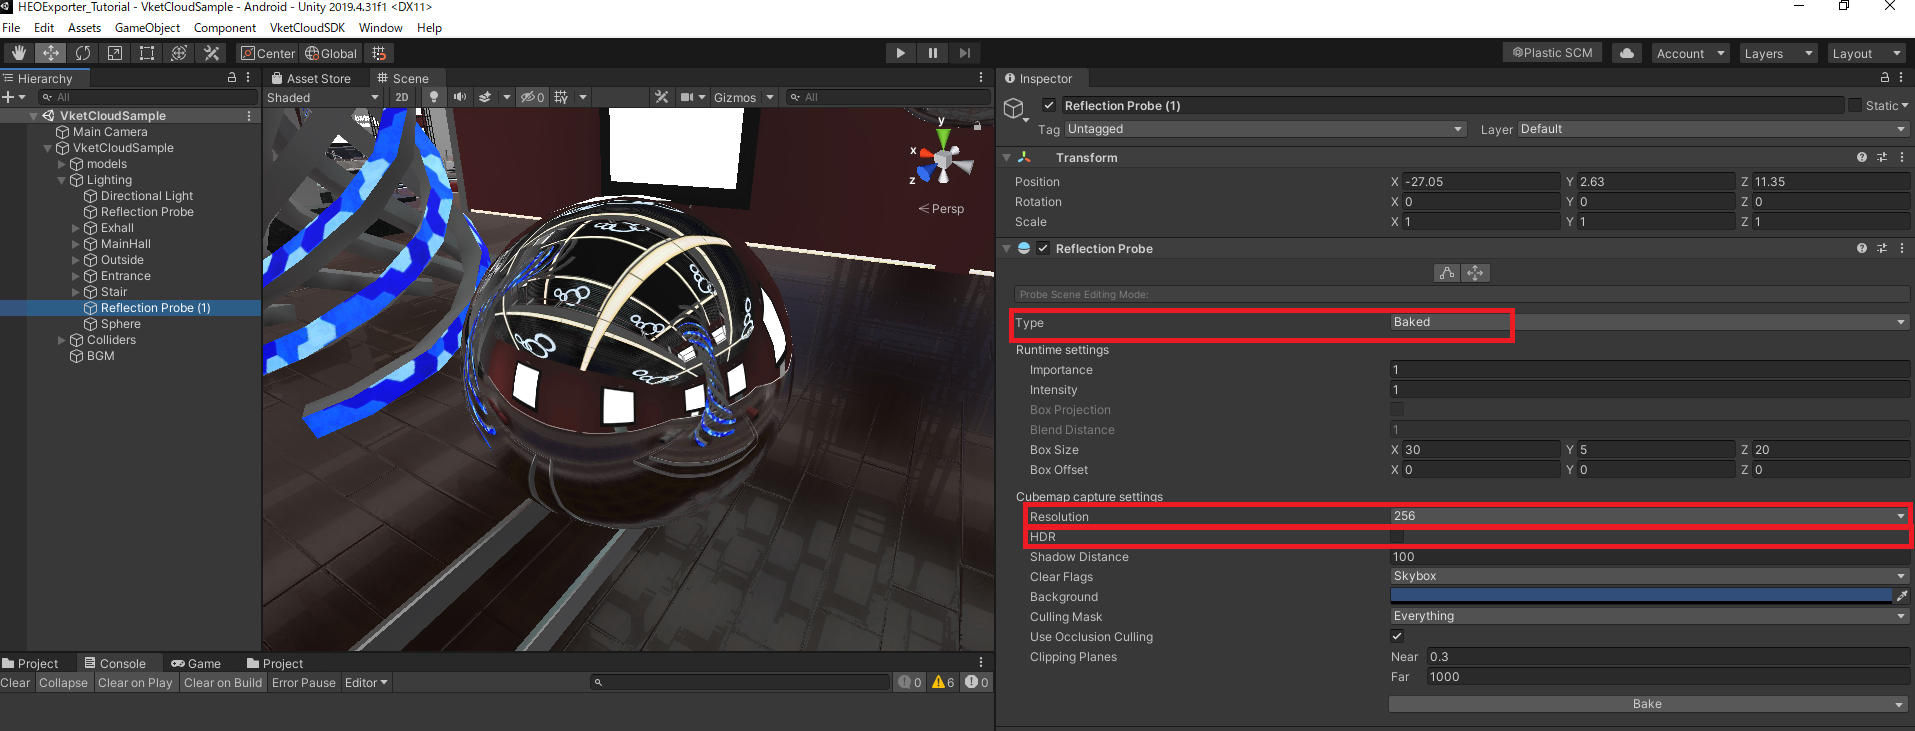 HEOExporter_Tutorial - VketCloudSample - Android - Unity 2019.4.31f1 <DX11>
File Edit Assets GameObject Component VketCloudSDK Window Help
Center Global Plastic SCM Account Layers Layout
Hierarchy
All
VketCloudSample
Main Camera
VketCloudSample
models
Lighting
Directional Light
Reflection Probe
Exhall
MainHall
Outside
Entrance
Stair
Reflection Probe (1)
Sphere
Colliders
BGM
Asset Store Scene
Shaded 2D 0 Gizmos All
y
x
z
Persp
Project Console Game Project
Clear Collapse Clear on Play Clear on Build Error Pause Editor 0 6 0
Inspector
Reflection Probe (1) Static
Tag Untagged Layer Default
Transform
Position X -27.05 Y 2.63 Z 11.35
Rotation X 0 Y 0 Z 0
Scale X 1 Y 1 Z 1
Reflection Probe
Probe Scene Editing Mode:
Type Baked
Runtime settings
Importance 1
Intensity 1
Box Projection
Blend Distance 1
Box Size X 30 Y 5 Z 20
Box Offset X 0 Y 0 Z 0
Cubemap capture settings
Resolution 256
HDR
Shadow Distance 100
Clear Flags Skybox
Background
Culling Mask Everything
Use Occlusion Culling
Clipping Planes Near 0.3
Far 1000
Bake